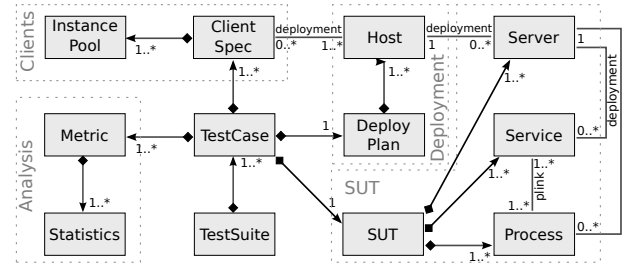 Clients
Instance
Pool
1..*
Client
Spec
deployment
0..*
1..*
Host
1
deployment
0..*
Server
1
deployment
1..*
1..*
1..*
Deployment
Analysis
Metric
1..*
TestCase
1
Deploy
Plan
Service
0..*
1..*
1..*
1..*
1..*
plink
SUT
1..*
Statistics
TestSuite
1
SUT
1..*
Process
0..*